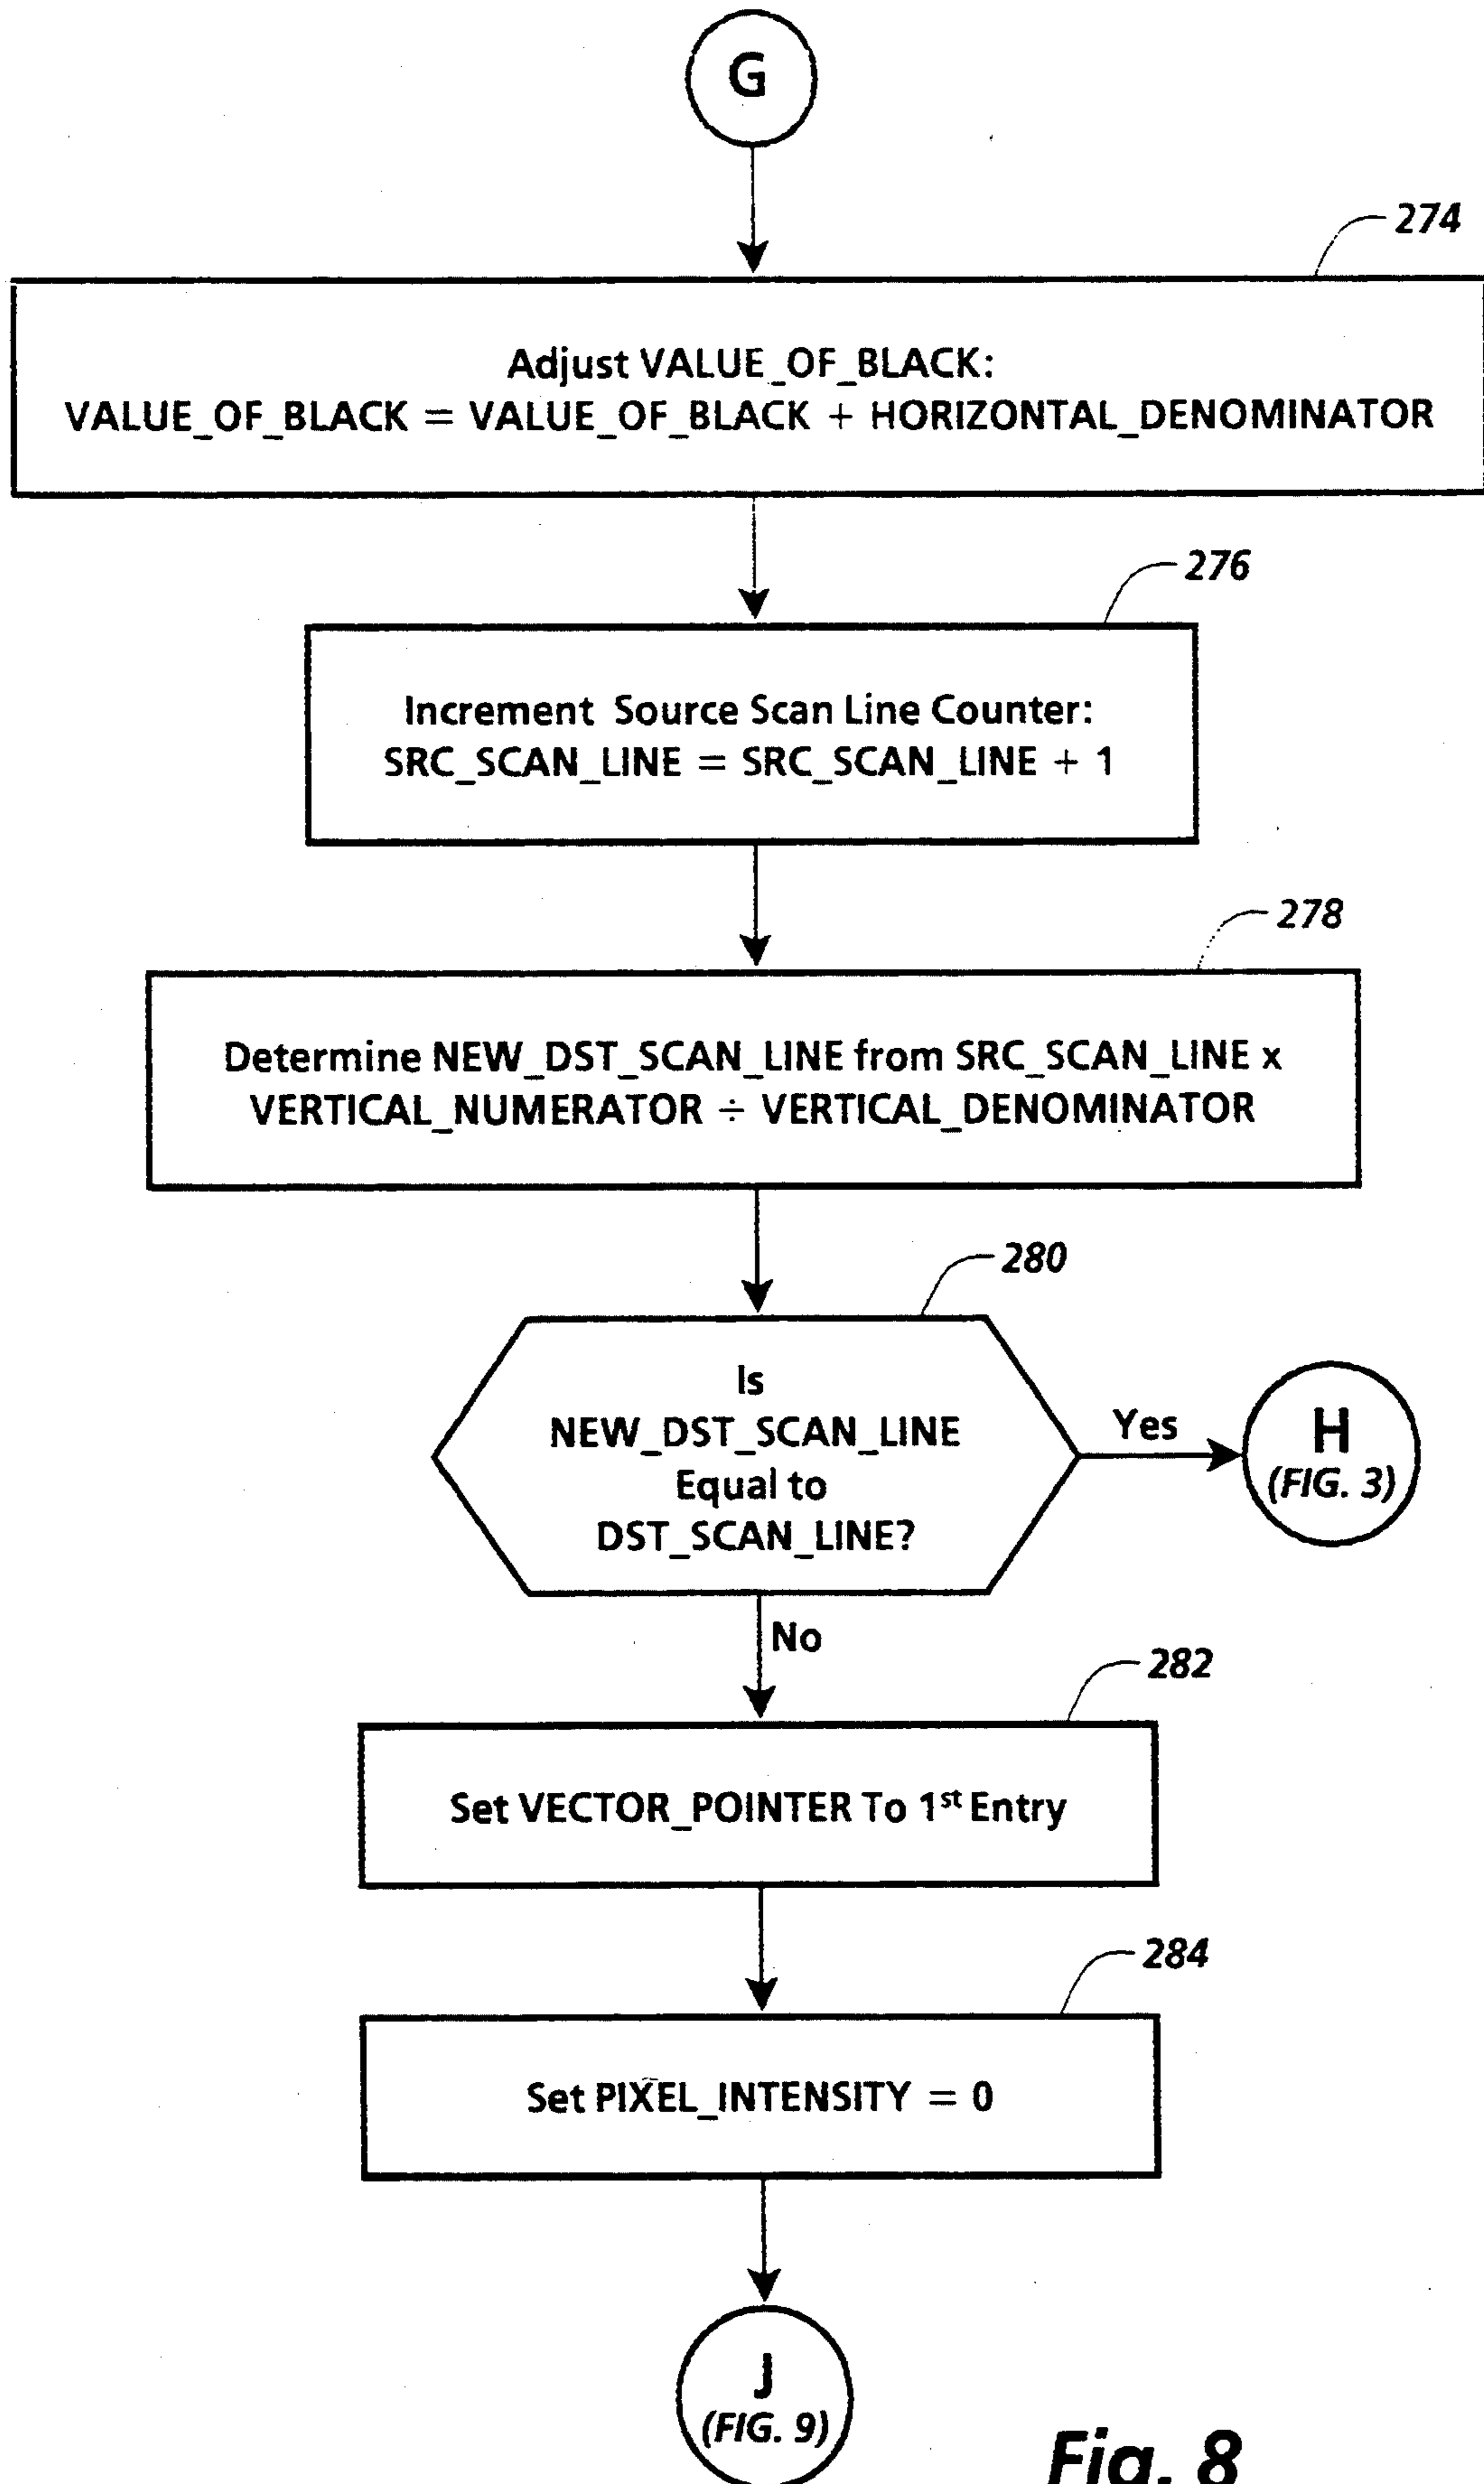 G
274
Adjust VALUE_OF_BLACK:
VALUE_OF_BLACK = VALUE_OF_BLACK + HORIZONTAL_DENOMINATOR
276
Increment Source Scan Line Counter:
SRC_SCAN_LINE = SRC_SCAN_LINE + 1
278
Determine NEW_DST_SCAN_LINE from SRC_SCAN_LINE x
VERTICAL_NUMERATOR ÷ VERTICAL_DENOMINATOR
280
Is
NEW_DST_SCAN_LINE
Equal to
DST_SCAN_LINE?
Yes
H
(FIG. 3)
No
282
Set VECTOR_POINTER To 1st Entry
284
Set PIXEL_INTENSITY = 0
J
(FIG. 9)
Fig. 8